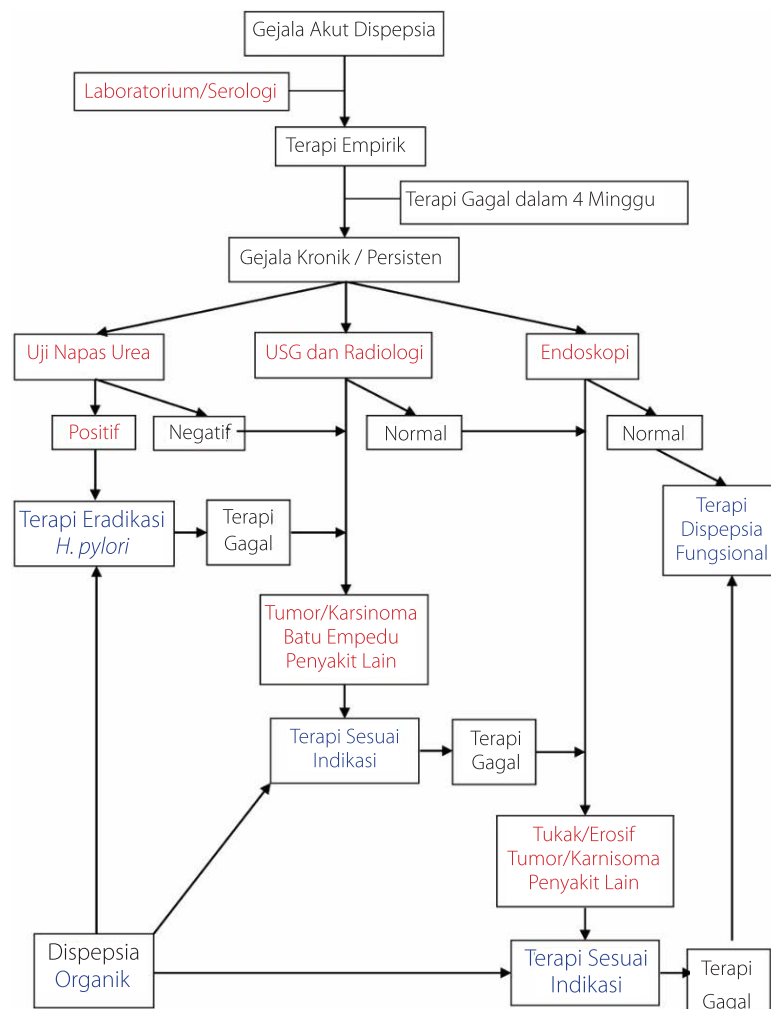 Gejala Akut Dispepsia
Laboratorium/Serologi
Terapi Empirik
Terapi Gagal dalam 4 Minggu
Gejala Kronik / Persisten
Uji Napas Urea
USG dan Radiologi
Endoskopi
Positif
Negatif
Normal
Normal
Terapi Eradikasi
H. pylori
Terapi
Gagal
Terapi
Dispepsia
Fungsional
Tumor/Karsinoma
Batu Empedu
Penyakit Lain
Terapi Sesuai
Indikasi
Terapi
Gagal
Tukak/Erosif
Tumor/Karnisoma
Penyakit Lain
Dispepsia
Organik
Terapi Sesuai
Indikasi
Terapi
Gagal